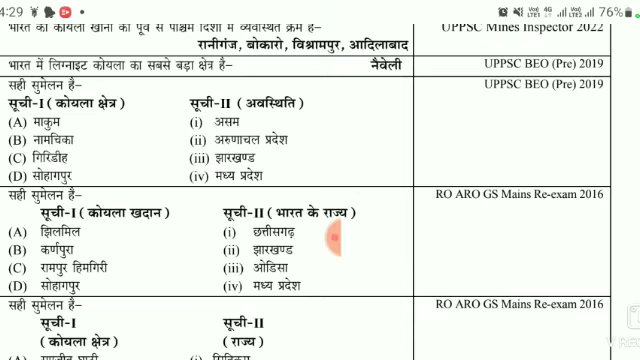 4:29 76%
भारत की कोयला खानों का पूर्व से पश्चिम दिशा में व्यवस्थित क्रम है– UPPSC Mines Inspector 2022
रानीगंज, बोकारो, विश्रामपुर, आदिलाबाद
भारत में लिग्नाइट कोयला का सबसे बड़ा क्षेत्र है– नैवेली UPPSC BEO (Pre) 2019
सही सुमेलन है– UPPSC BEO (Pre) 2019
सूची-I (कोयला क्षेत्र) सूची-II (अवस्थिति)
(A) माकुम (i) असम
(B) नामचिका (ii) अरुणाचल प्रदेश
(C) गिरिडीह (iii) झारखण्ड
(D) सोहागपुर (iv) मध्य प्रदेश
सही सुमेलन है– RO ARO GS Mains Re-exam 2016
सूची-I (कोयला खदान) सूची-II (भारत के राज्य)
(A) झिलमिल (i) छत्तीसगढ़
(B) कर्णपुरा (ii) झारखण्ड
(C) रामपुर हिमगिरी (iii) ओडिसा
(D) सोहागपुर (iv) मध्य प्रदेश
सही सुमेलन है– RO ARO GS Mains Re-exam 2016
सूची-I सूची-II
(कोयला क्षेत्र) (राज्य)